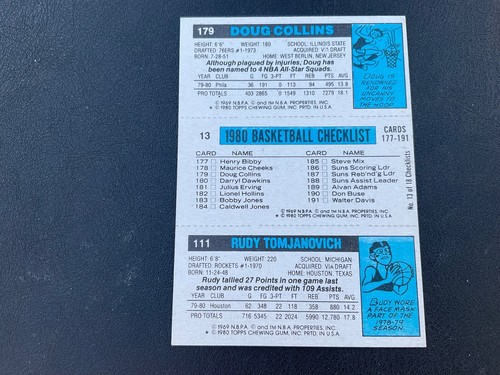 179 DOUG COLLINS
HEIGHT: 6'6" WEIGHT: 180 SCHOOL: ILLINOIS STATE
DRAFTED: 76ERS #1-1973 ACQUIRED: VIA DRAFT
BORN: 7-28-51 HOME: WEST BERLIN, NEW JERSEY
Although plagued by injuries, Doug has
been named to 4 NBA All-Star Squads.
YEAR CLUB G FG 3-PT FT REB PTS AVG
79-80 Phila 36 191 0 113 94 495 13.8
PRO TOTALS 403 2865 0 1549 1310 7279 18.1
© 1969 N.B.P.A. © and TM NBA PROPERTIES, INC.
* © 1980 TOPPS CHEWING GUM, INC. PRTD. IN U.S.A.
DOUG IS
RENOWNED
FOR HIS
UNCANNY
MOVES TO
THE HOOP.
13 1980 BASKETBALL CHECKLIST CARDS
177-191
CARD CARD
177 Henry Bibby 185 Steve Mix
178 Maurice Cheeks 186 Suns Scoring Ldr
179 Doug Collins 187 Suns Reb'nd'g Ldr
180 Darryl Dawkins 188 Suns Assist Leader
181 Julius Erving 189 Alvan Adams
182 Lionel Hollins 190 Don Buse
183 Bobby Jones 191 Walter Davis
184 Caldwell Jones
© 1969 N.B.P.A. © and TM NBA PROPERTIES, INC.
* © 1980 TOPPS CHEWING GUM, INC. PRTD. IN U.S.A.
No. 13 of 18 Checklists
111 RUDY TOMJANOVICH
HEIGHT: 6'8" WEIGHT: 220 SCHOOL: MICHIGAN
DRAFTED: ROCKETS #1-1970 ACQUIRED: VIA DRAFT
BORN: 11-24-48 HOME: HOUSTON, TEXAS
Rudy tallied 27 Points in one game last
season and was credited with 109 Assists.
YEAR CLUB G FG 3-PT FT REB PTS AVG
79-80 Houston 62 348 22 118 358 880 14.2
PRO TOTALS 716 5345 22 2024 5990 12,780 17.8
© 1969 N.B.P.A. © and TM NBA PROPERTIES, INC.
* © 1980 TOPPS CHEWING GUM, INC. PRTD. IN U.S.A.
RUDY WORE
A FACE MASK
PART OF THE
1978-79
SEASON.